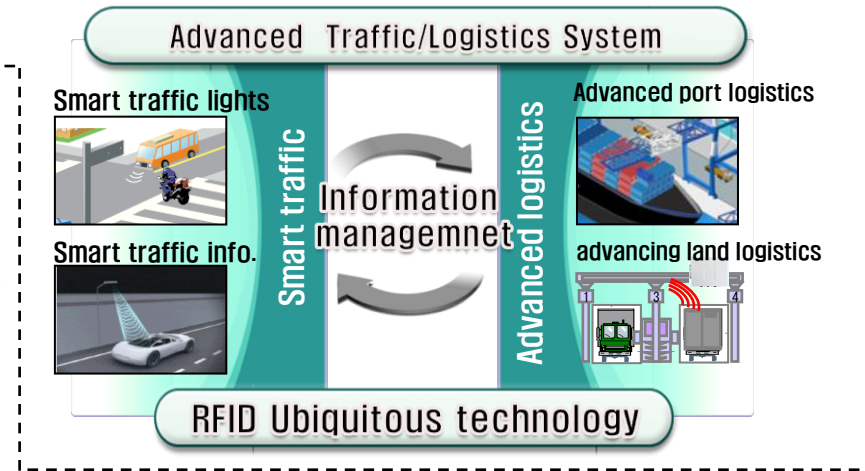 Advanced Traffic/Logistics System
Smart traffic lights
Smart traffic info.
Smart traffic
Information
managemnet
Advanced logistics
Advanced port logistics
advancing land logistics
1
3
4
RFID Ubiquitous technology